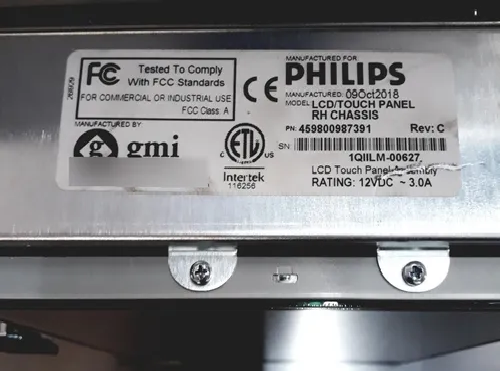 26829
FC
Tested To Comply
With FCC Standards
FOR COMMERCIAL OR INDUSTRIAL USE
FCC Class. A
CE
MANUFACTURED FOR
PHILIPS
MANUFACTURED: 09Oct2018
MODEL: LCD/TOUCH PANEL
RH CHASSIS
PN: 459800987391 Rev: C
SN:
1QIILM-00627
LCD Touch Panel Assembly
RATING: 12VDC ~ 3.0A
MANUFACTURED BY:
g gmi
ETL
Intertek
116256